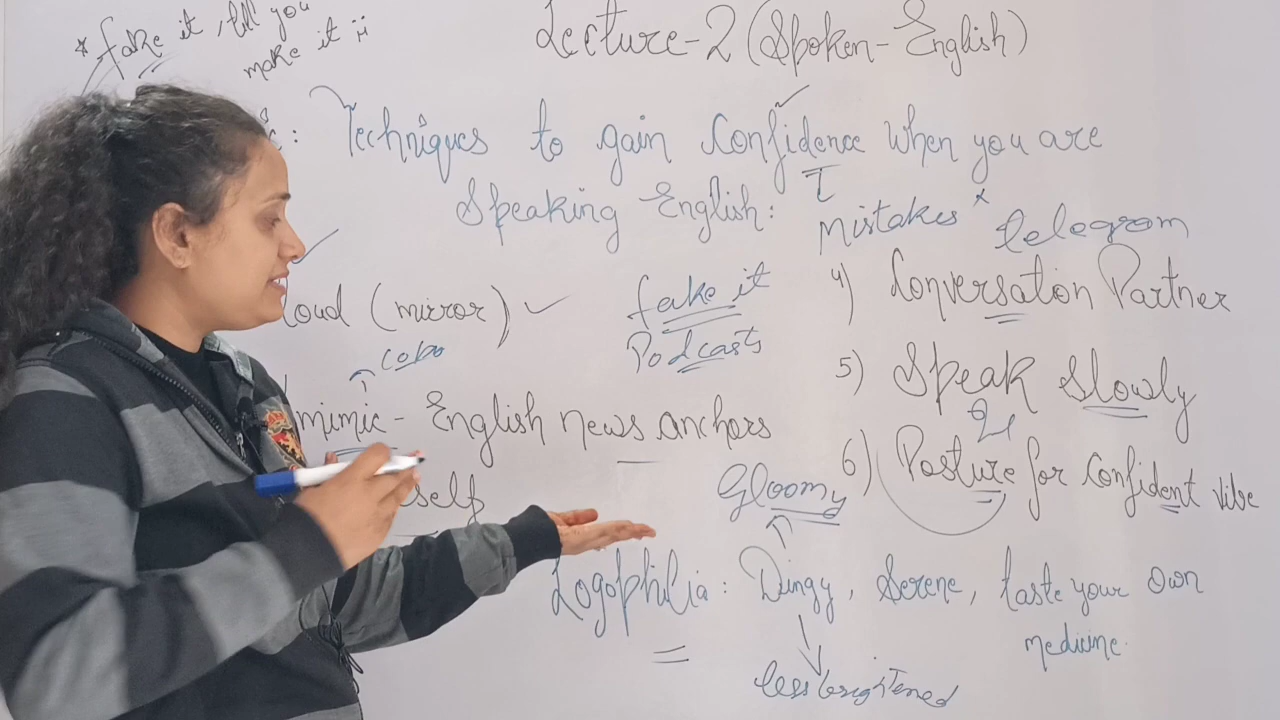 * fake it till you
make it
Lecture-2 (Spoken-English)
: Techniques to gain Confidence when you are
Speaking English:
mistakes
telegram
loud (mirror)
fake it
Podcasts
4) Conversation Partner
5) Speak Slowly
mimic - English news anchors
self
6) Posture for Confident vibe
Gloomy
Logophilia: Dingy, Serene, taste your own
medicine.
less brightened